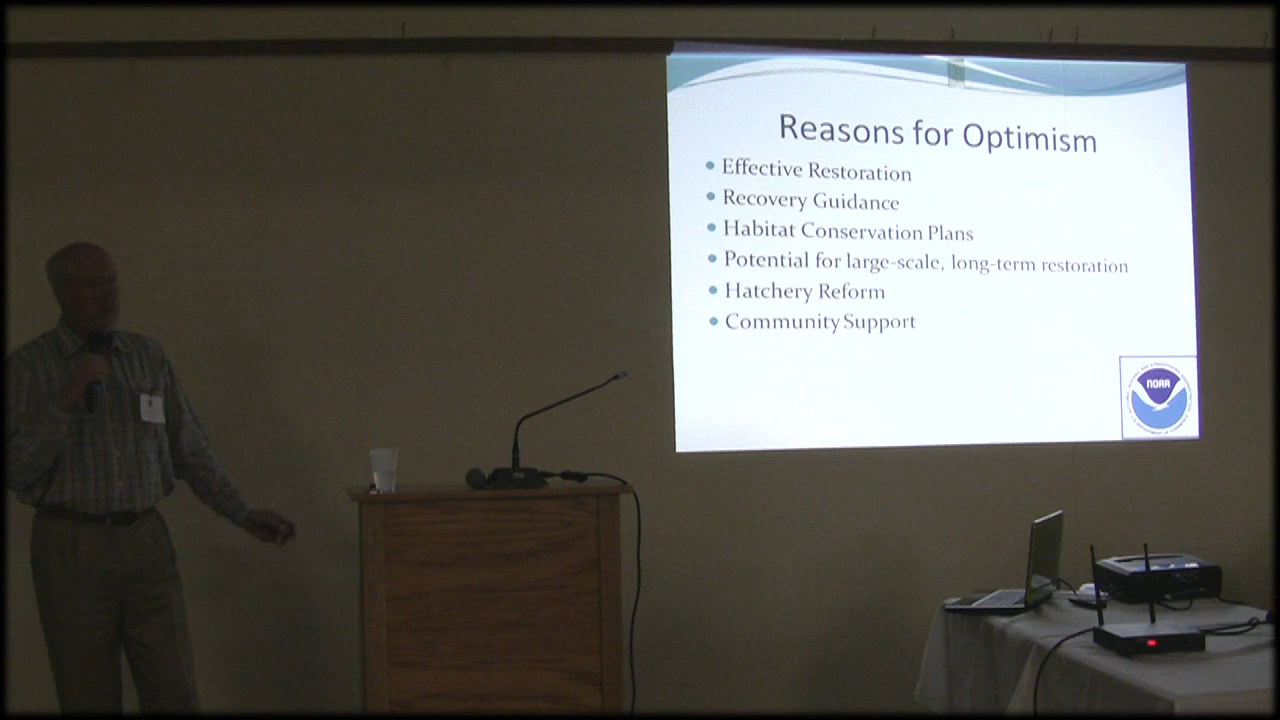 Reasons for Optimism
Effective Restoration
Recovery Guidance
Habitat Conservation Plans
Potential for large-scale, long-term restoration
Hatchery Reform
Community Support
NOAA